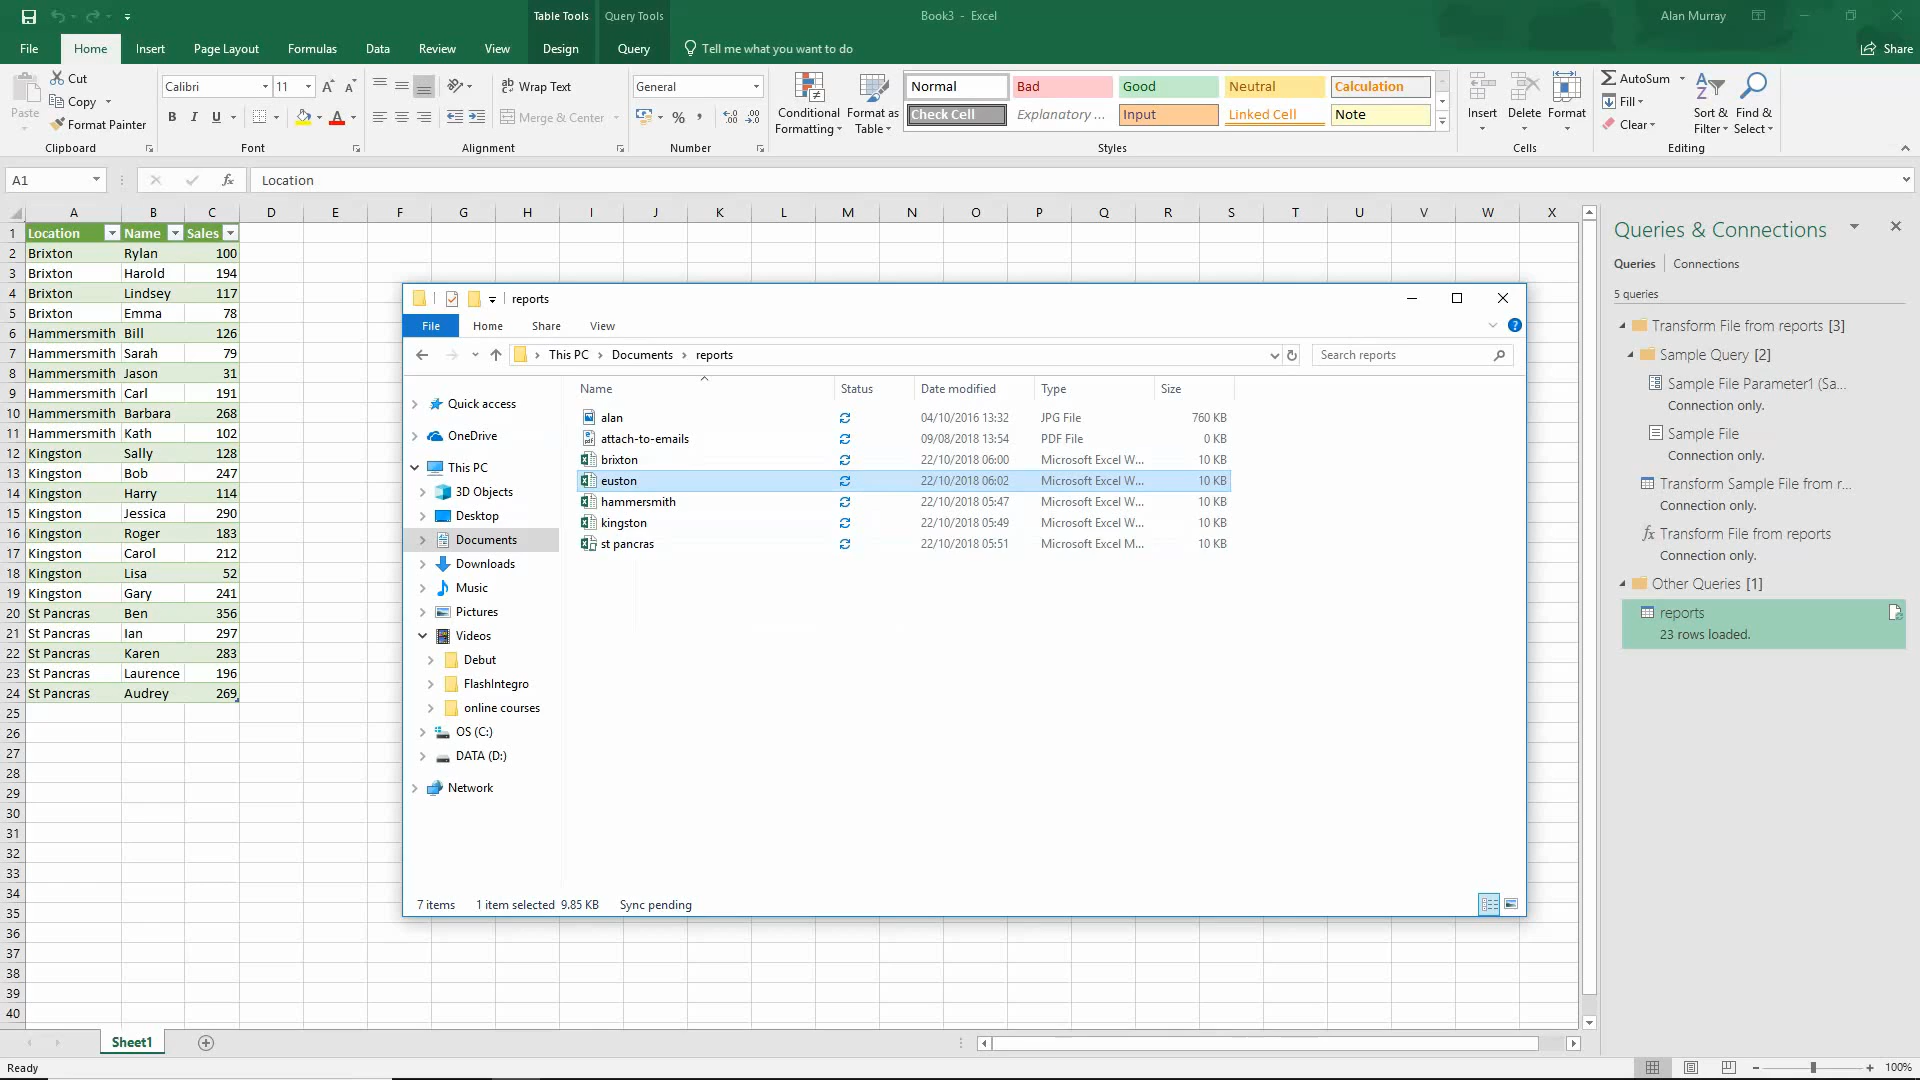 Table Tools Query Tools Book3 - Excel Alan Murray
File Home Insert Page Layout Formulas Data Review View Design Query Tell me what you want to do Share
Paste
Cut
Copy
Format Painter
Clipboard
Calibri 11
B I U
Font
Wrap Text
Merge & Center
Alignment
General
Number
Conditional Formatting
Format as Table
Normal Bad Good Neutral Calculation
Check Cell Explanatory ... Input Linked Cell Note
Styles
Insert Delete Format
Cells
AutoSum
Fill
Clear
Sort & Filter
Find & Select
Editing
A1 fx Location
A B C D E F G H I J K L M N O P Q R S T U V W X
1 Location Name Sales
2 Brixton Rylan 100
3 Brixton Harold 194
4 Brixton Lindsey 117
5 Brixton Emma 78
6 Hammersmith Bill 126
7 Hammersmith Sarah 79
8 Hammersmith Jason 31
9 Hammersmith Carl 191
10 Hammersmith Barbara 268
11 Hammersmith Kath 102
12 Kingston Sally 128
13 Kingston Bob 247
14 Kingston Harry 114
15 Kingston Jessica 290
16 Kingston Roger 183
17 Kingston Carol 212
18 Kingston Lisa 52
19 Kingston Gary 241
20 St Pancras Ben 356
21 St Pancras Ian 297
22 St Pancras Karen 283
23 St Pancras Laurence 196
24 St Pancras Audrey 269
25
26
27
28
29
30
31
32
33
34
35
36
37
38
39
40
reports
File Home Share View
This PC > Documents > reports
Search reports
Quick access
OneDrive
This PC
3D Objects
Desktop
Documents
Downloads
Music
Pictures
Videos
Debut
FlashIntegro
online courses
OS (C:)
DATA (D:)
Network
Name Status Date modified Type Size
alan 04/10/2016 13:32 JPG File 760 KB
attach-to-emails 09/08/2018 13:54 PDF File 0 KB
brixton 22/10/2018 06:00 Microsoft Excel W... 10 KB
euston 22/10/2018 06:02 Microsoft Excel W... 10 KB
hammersmith 22/10/2018 05:47 Microsoft Excel W... 10 KB
kingston 22/10/2018 05:49 Microsoft Excel W... 10 KB
st pancras 22/10/2018 05:51 Microsoft Excel M... 10 KB
7 items 1 item selected 9.85 KB Sync pending
Queries & Connections
Queries Connections
5 queries
Transform File from reports [3]
Sample Query [2]
Sample File Parameter1 (Sa...
Connection only.
Sample File
Connection only.
Transform Sample File from r...
Connection only.
fx Transform File from reports
Connection only.
Other Queries [1]
reports
23 rows loaded.
Sheet1
Ready 100%